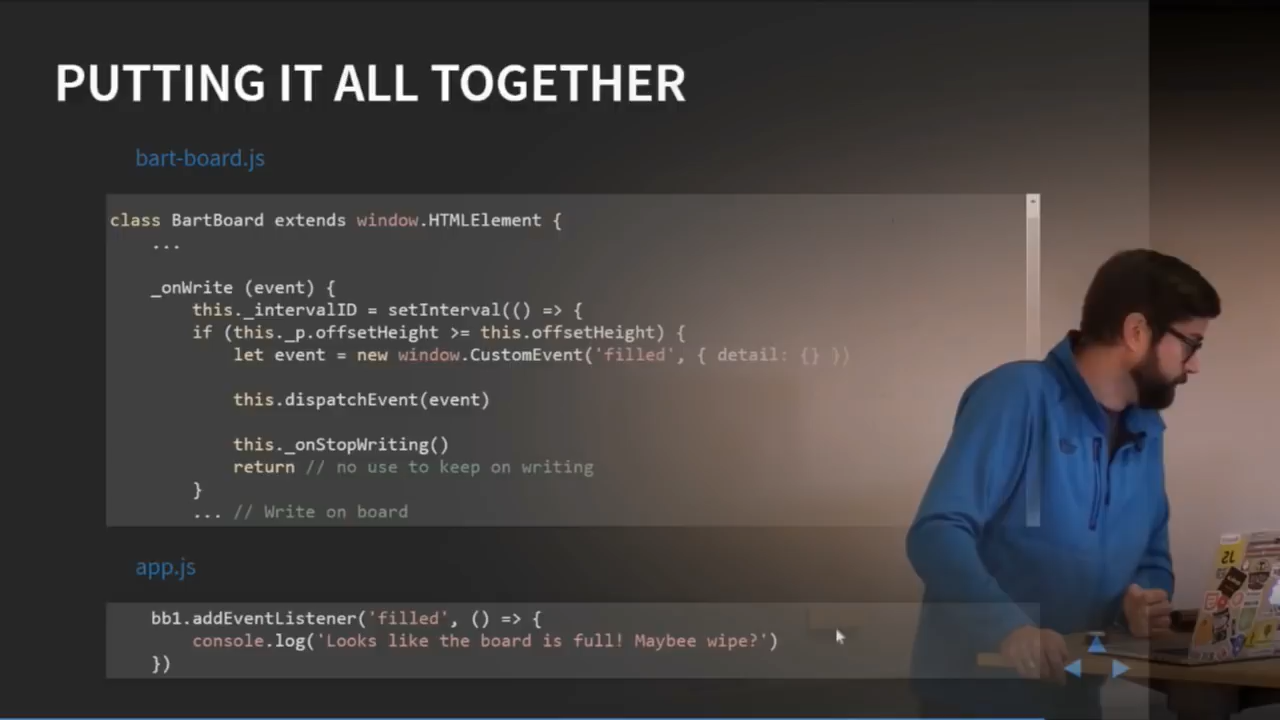 PUTTING IT ALL TOGETHER
bart-board.js
class BartBoard extends window.HTMLElement {
...
_onWrite (event) {
this._intervalID = setInterval(() => {
if (this._p.offsetHeight >= this.offsetHeight) {
let event = new window.CustomEvent('filled', { detail: {} })
this.dispatchEvent(event)
this._onStopWriting()
return // no use to keep on writing
}
... // Write on board
app.js
bb1.addEventListener('filled', () => {
console.log('Looks like the board is full! Maybee wipe?')
})